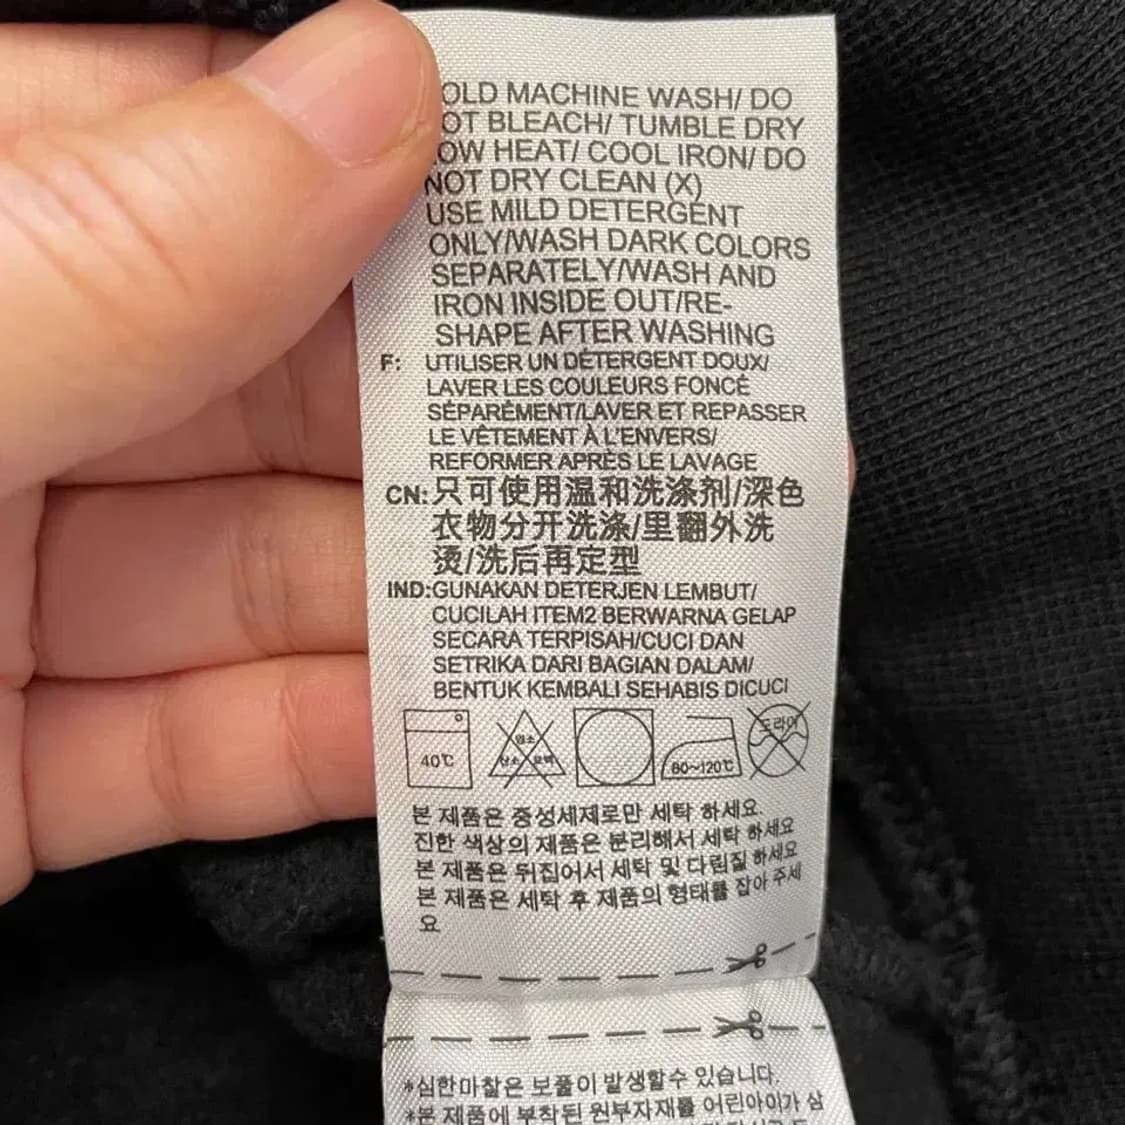 OLD MACHINE WASH/ DO
OT BLEACH/ TUMBLE DRY
OW HEAT/ COOL IRON/ DO
NOT DRY CLEAN (X)
USE MILD DETERGENT
ONLY/WASH DARK COLORS
SEPARATELY/WASH AND
IRON INSIDE OUT/RE-
SHAPE AFTER WASHING
F: UTILISER UN DÉTERGENT DOUX/
LAVER LES COULEURS FONCÉ
SÉPARÉMENT/LAVER ET REPASSER
LE VÊTEMENT À L'ENVERS/
REFORMER APRÈS LE LAVAGE
CN:只可使用温和洗涤剂/深色
衣物分开洗涤/里翻外洗
烫/洗后再定型
IND:GUNAKAN DETERJEN LEMBUT/
CUCILAH ITEM2 BERWARNA GELAP
SECARA TERPISAH/CUCI DAN
SETRIKA DARI BAGIAN DALAM/
BENTUK KEMBALI SEHABIS DICUCI
40℃
염소
산소 표백
80~120℃
드라이
본 제품은 중성세제로만 세탁 하세요.
진한 색상의 제품은 분리해서 세탁 하세요
본 제품은 뒤집어서 세탁 및 다림질 하세요
본 제품은 세탁 후 제품의 형태를 잡아 주세
요
*심한마찰은 보풀이 발생할수 있습니다.
*본 제품에 부착된 원부자재를 어린아이가 삼